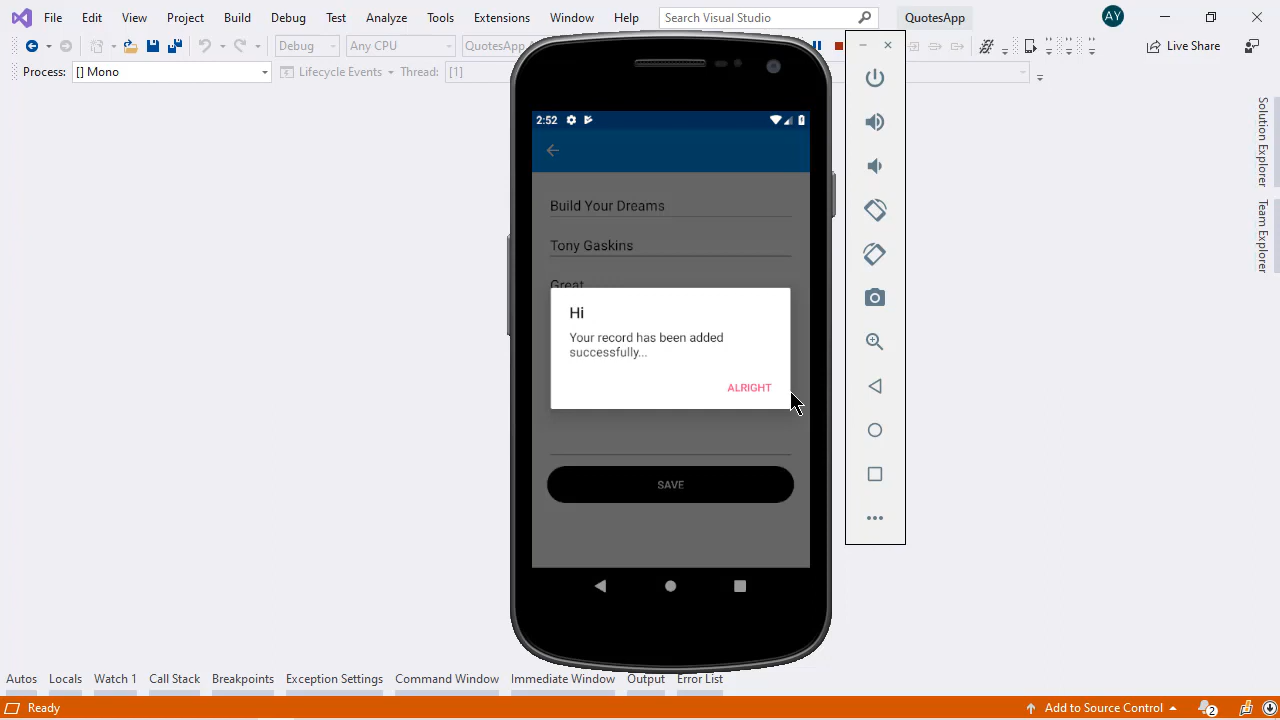 File Edit View Project Build Debug Test Analyze Tools Extensions Window Help Search Visual Studio QuotesApp AY
Debug Any CPU QuotesApp Live Share
Process: [] Mono Lifecycle Events Thread: [1]
2:52
Build Your Dreams
Tony Gaskins
Great
Hi
Your record has been added
successfully...
ALRIGHT
SAVE
Solution Explorer
Team Explorer
Autos Locals Watch 1 Call Stack Breakpoints Exception Settings Command Window Immediate Window Output Error List
Ready Add to Source Control 2